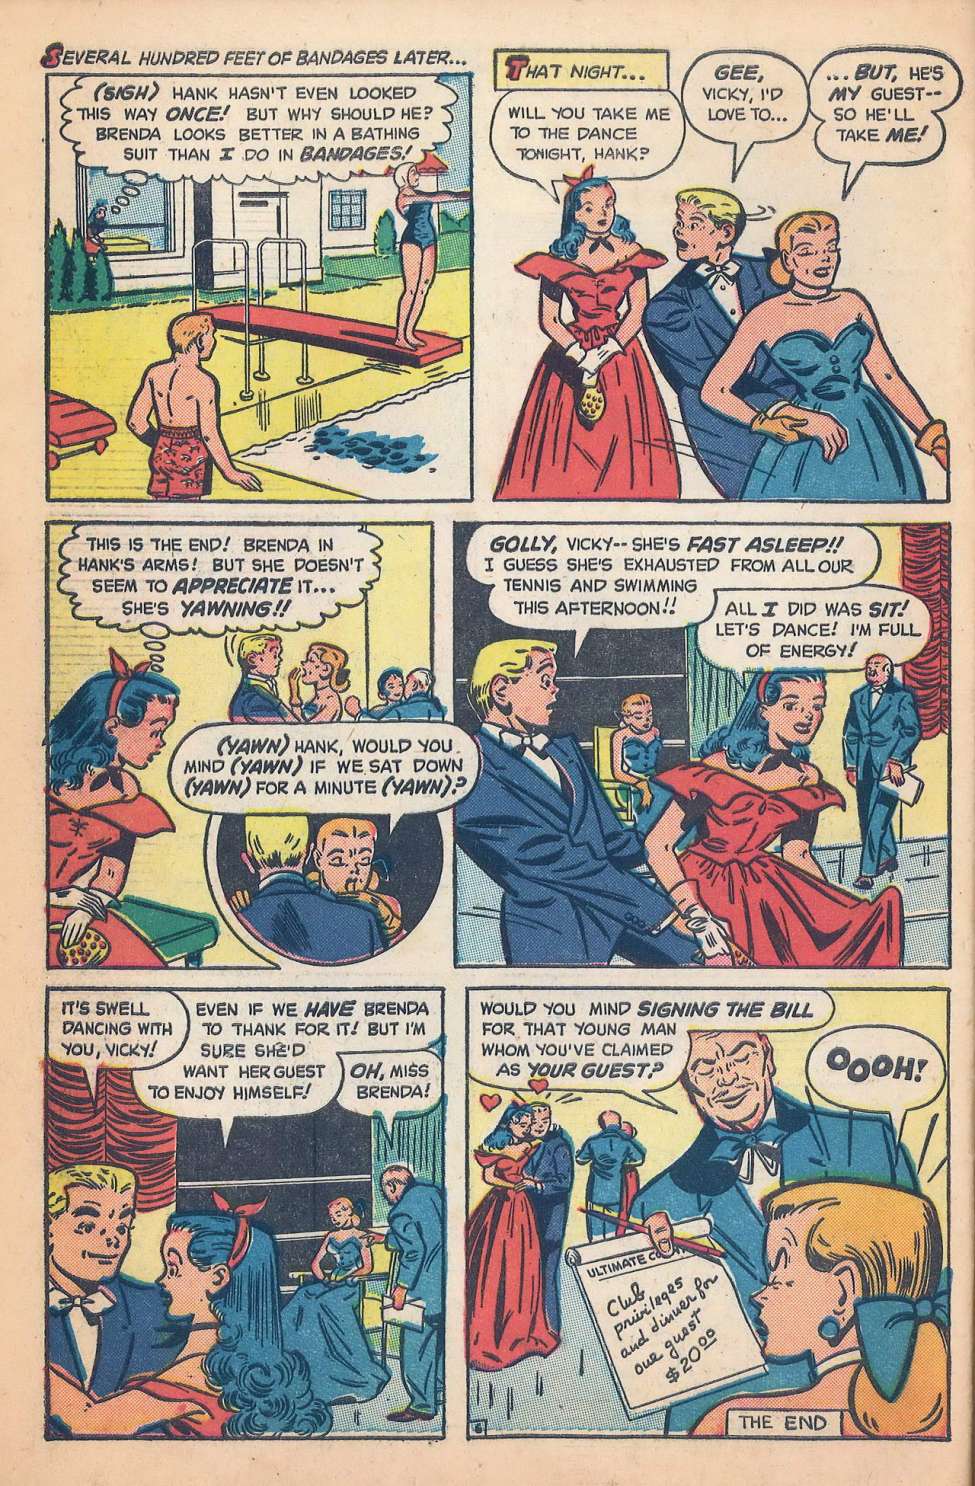 SEVERAL HUNDRED FEET OF BANDAGES LATER...
(SIGH) HANK HASN'T EVEN LOOKED
THIS WAY ONCE! BUT WHY SHOULD HE?
BRENDA LOOKS BETTER IN A BATHING
SUIT THAN I DO IN BANDAGES!
THAT NIGHT...
WILL YOU TAKE ME
TO THE DANCE
TONIGHT, HANK?
GEE,
VICKY, I'D
LOVE TO...
...BUT, HE'S
MY GUEST--
SO HE'LL
TAKE ME!
THIS IS THE END! BRENDA IN
HANK'S ARMS! BUT SHE DOESN'T
SEEM TO APPRECIATE IT...
SHE'S YAWNING!!
(YAWN) HANK, WOULD YOU
MIND (YAWN) IF WE SAT DOWN
(YAWN) FOR A MINUTE (YAWN)?
GOLLY, VICKY-- SHE'S FAST ASLEEP!!
I GUESS SHE'S EXHAUSTED FROM ALL OUR
TENNIS AND SWIMMING
THIS AFTERNOON!!
ALL I DID WAS SIT!
LET'S DANCE! I'M FULL
OF ENERGY!
IT'S SWELL
DANCING WITH
YOU, VICKY!
EVEN IF WE HAVE BRENDA
TO THANK FOR IT! BUT I'M
SURE SHE'D
WANT HER GUEST
TO ENJOY HIMSELF!
OH, MISS
BRENDA!
WOULD YOU MIND SIGNING THE BILL
FOR THAT YOUNG MAN
WHOM YOU'VE CLAIMED
AS YOUR GUEST?
OOOH!
ULTIMATE
Club
privileges
and dinner for
one guest
$20.00
6
THE END